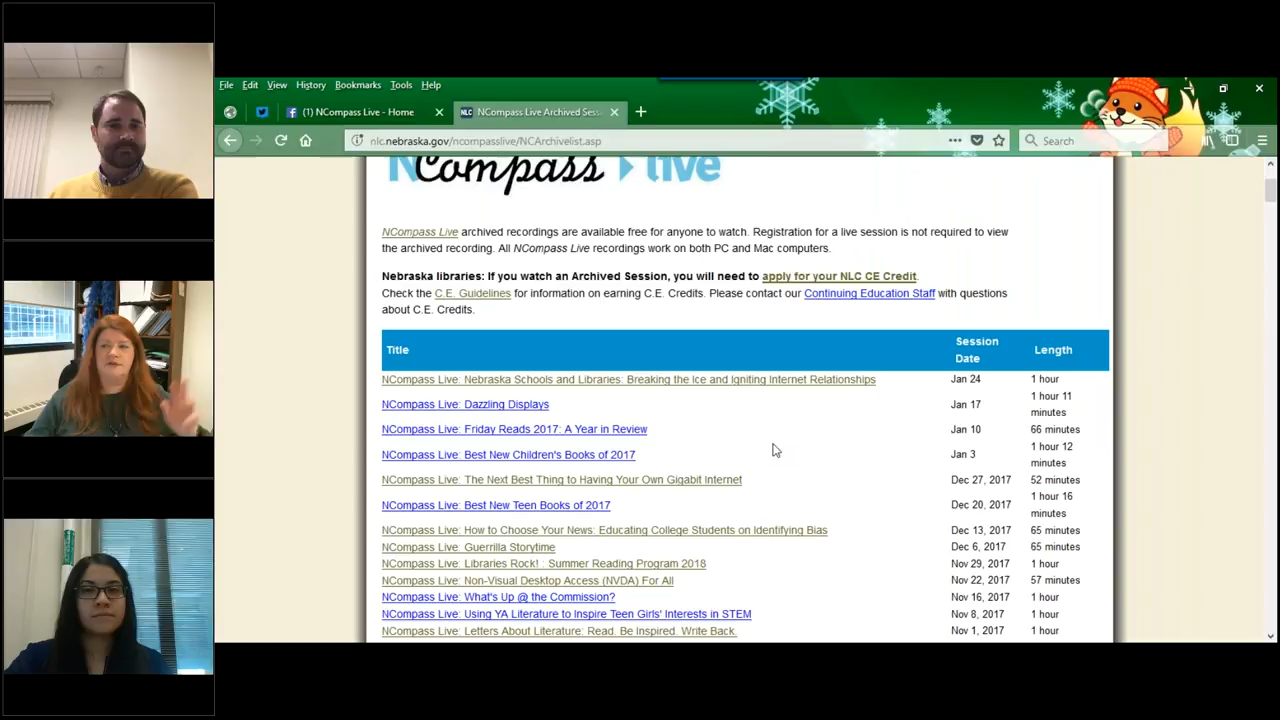 File Edit View History Bookmarks Tools Help
(1) NCompass Live - Home
NLC NCompass Live Archived Sess
nlc.nebraska.gov/ncompasslive/NCArchivelist.asp
Search
NCompass live
NCompass Live archived recordings are available free for anyone to watch. Registration for a live session is not required to view
the archived recording. All NCompass Live recordings work on both PC and Mac computers.
Nebraska libraries: If you watch an Archived Session, you will need to apply for your NLC CE Credit.
Check the C.E. Guidelines for information on earning C.E. Credits. Please contact our Continuing Education Staff with questions
about C.E. Credits.
Title Session Date Length
NCompass Live: Nebraska Schools and Libraries: Breaking the Ice and Igniting Internet Relationships Jan 24 1 hour
NCompass Live: Dazzling Displays Jan 17 1 hour 11 minutes
NCompass Live: Friday Reads 2017: A Year in Review Jan 10 66 minutes
NCompass Live: Best New Children's Books of 2017 Jan 3 1 hour 12 minutes
NCompass Live: The Next Best Thing to Having Your Own Gigabit Internet Dec 27, 2017 52 minutes
NCompass Live: Best New Teen Books of 2017 Dec 20, 2017 1 hour 16 minutes
NCompass Live: How to Choose Your News: Educating College Students on Identifying Bias Dec 13, 2017 65 minutes
NCompass Live: Guerrilla Storytime Dec 6, 2017 65 minutes
NCompass Live: Libraries Rock! : Summer Reading Program 2018 Nov 29, 2017 1 hour
NCompass Live: Non-Visual Desktop Access (NVDA) For All Nov 22, 2017 57 minutes
NCompass Live: What's Up @ the Commission? Nov 16, 2017 1 hour
NCompass Live: Using YA Literature to Inspire Teen Girls' Interests in STEM Nov 8, 2017 1 hour
NCompass Live: Letters About Literature: Read. Be Inspired. Write Back. Nov 1, 2017 1 hour